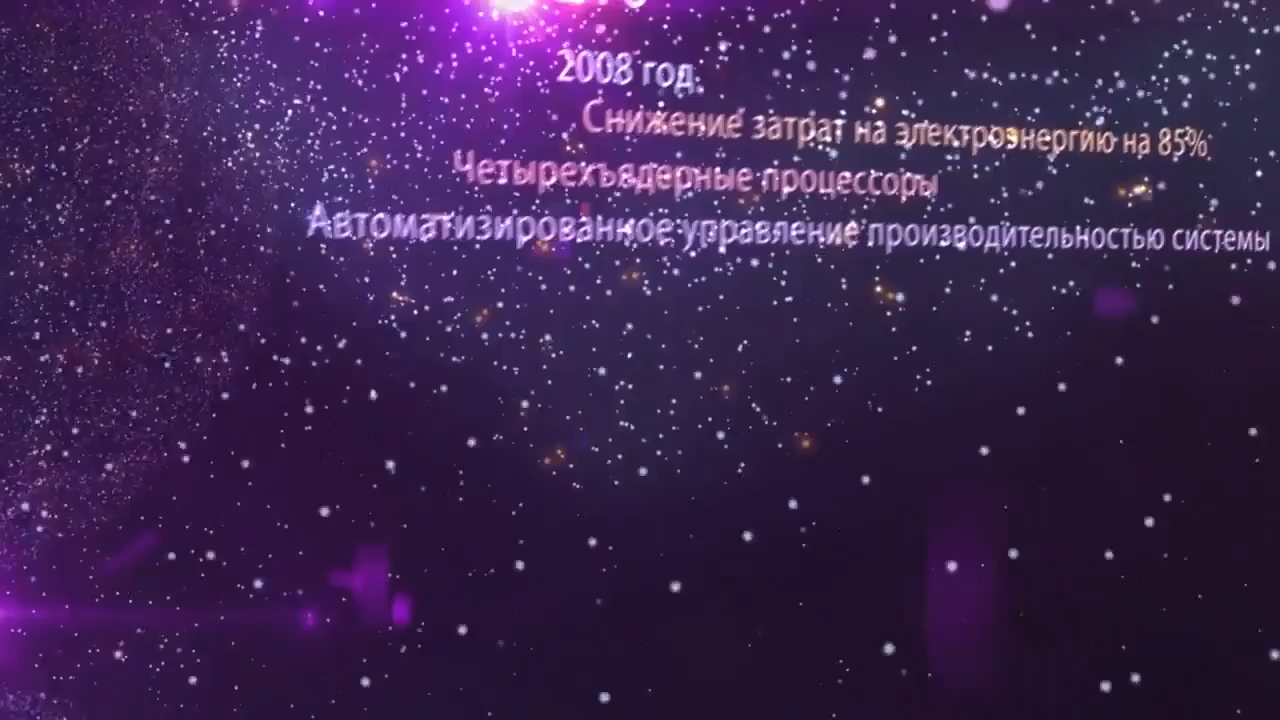 2008 год.
Снижение затрат на электроэнергию на 85%.
Четырехъядерные процессоры
Автоматизированное управление производительностью системы